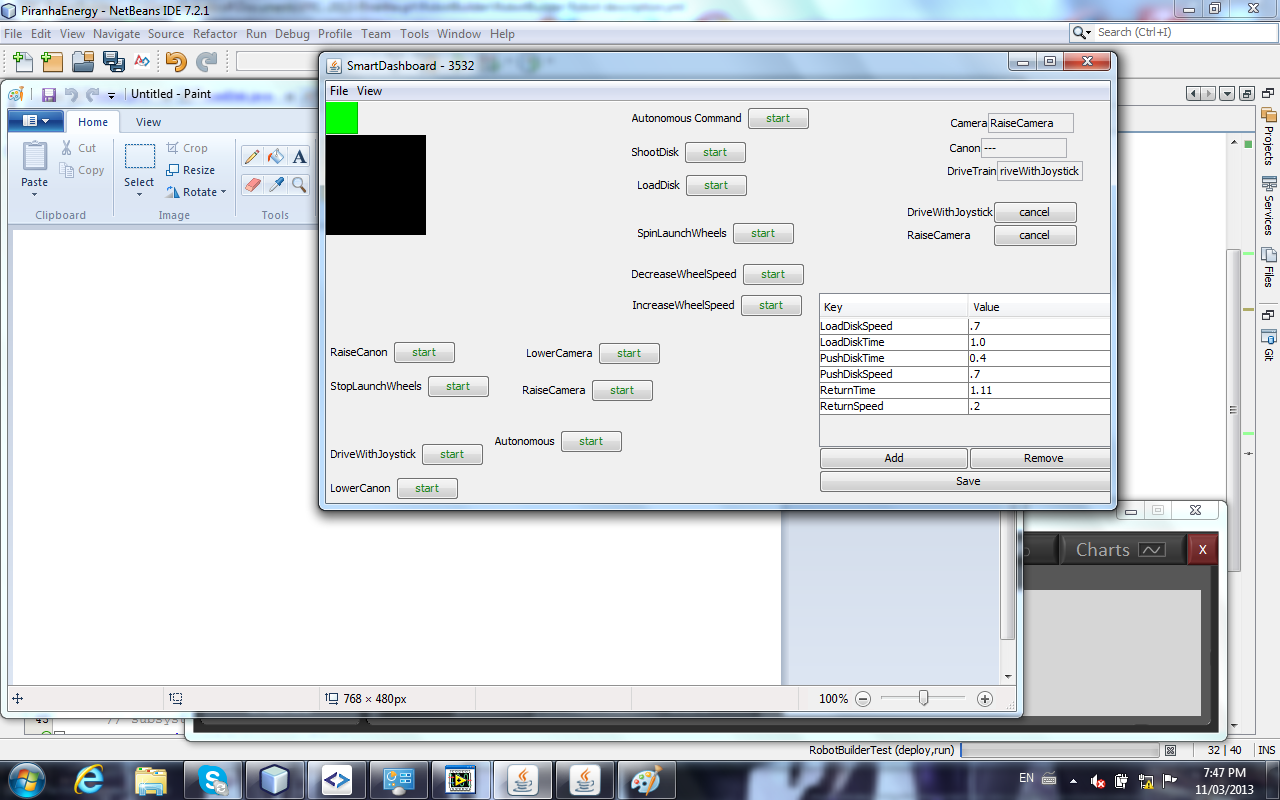 PiranhaEnergy - NetBeans IDE 7.2.1
File Edit View Navigate Source Refactor Run Debug Profile Team Tools Window Help
Search (Ctrl+I)
SmartDashboard - 3532
File View
Untitled - Paint
Home View
Paste
Cut
Copy
Clipboard
Select
Crop
Resize
Rotate
Image
Tools
Autonomous Command start
ShootDisk start
LoadDisk start
SpinLaunchWheels start
DecreaseWheelSpeed start
IncreaseWheelSpeed start
Camera RaiseCamera
Canon ---
DriveTrain riveWithJoystick
DriveWithJoystick cancel
RaiseCamera cancel
Key Value
LoadDiskSpeed .7
LoadDiskTime 1.0
PushDiskTime 0.4
PushDiskSpeed .7
ReturnTime 1.11
ReturnSpeed .2
Add Remove
Save
RaiseCanon start
LowerCamera start
StopLaunchWheels start
RaiseCamera start
Autonomous start
DriveWithJoystick start
LowerCanon start
Projects
Services
Files
Git
Charts X
768 × 480px
100%
RobotBuilderTest (deploy,run)
32 | 40 INS
EN
7:47 PM
11/03/2013